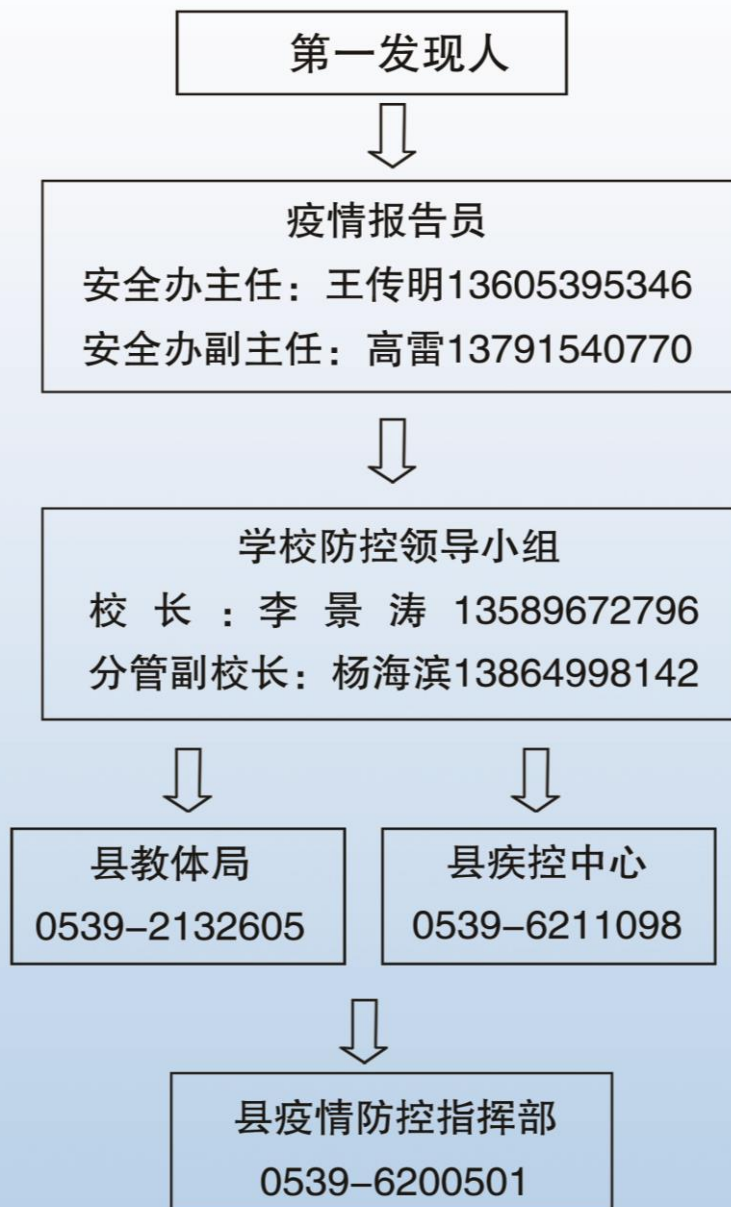 第一发现人
疫情报告员
安全办主任：王传明13605395346
安全办副主任：高雷13791540770
学校防控领导小组
校 长 ：李 景 涛 13589672796
分管副校长：杨海滨13864998142
县教体局
0539-2132605
县疾控中心
0539-6211098
县疫情防控指挥部
0539-6200501